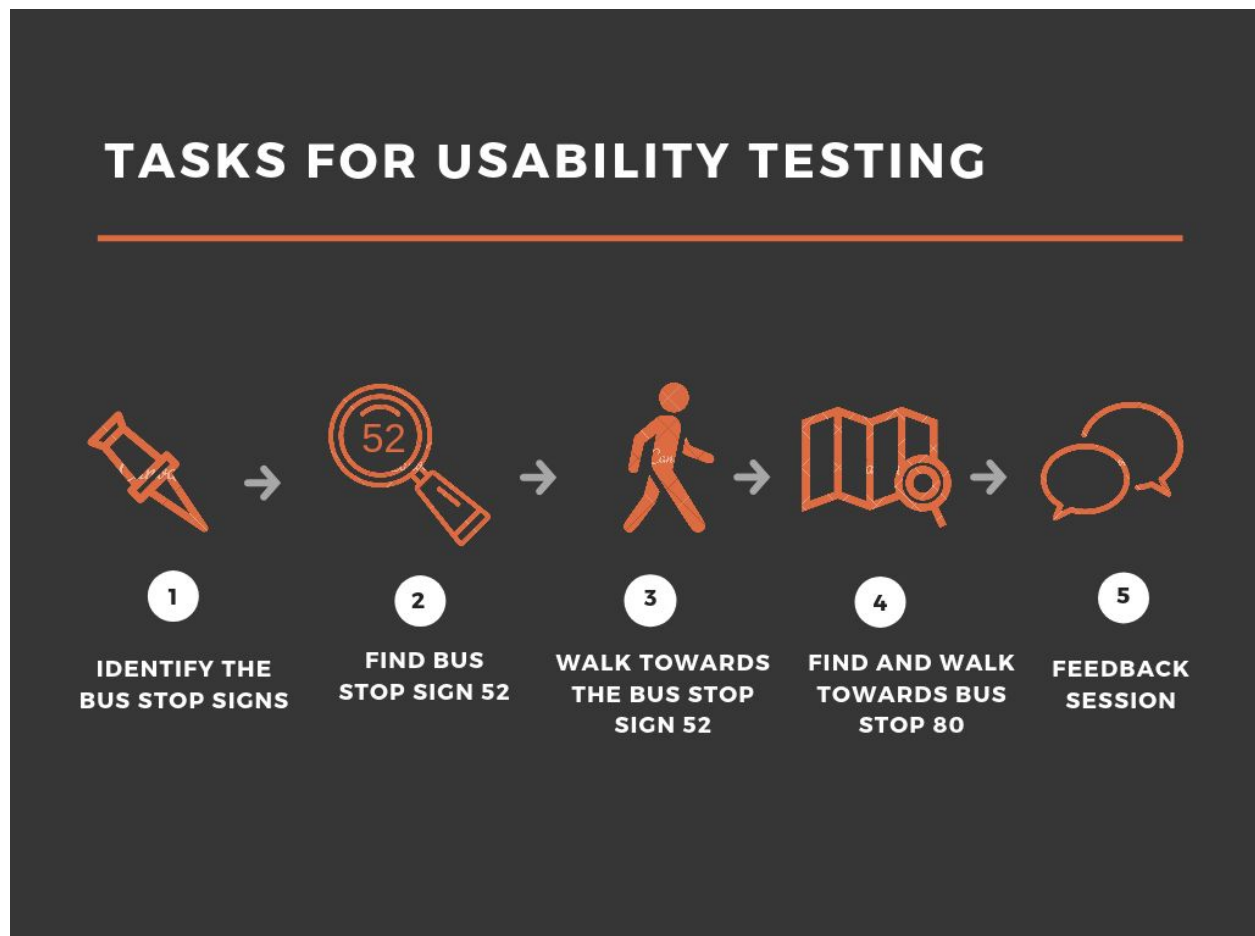 TASKS FOR USABILITY TESTING
52
1
2
3
4
5
IDENTIFY THE
BUS STOP SIGNS
FIND BUS
STOP SIGN 52
WALK TOWARDS
THE BUS STOP
SIGN 52
FIND AND WALK
TOWARDS BUS
STOP 80
FEEDBACK
SESSION